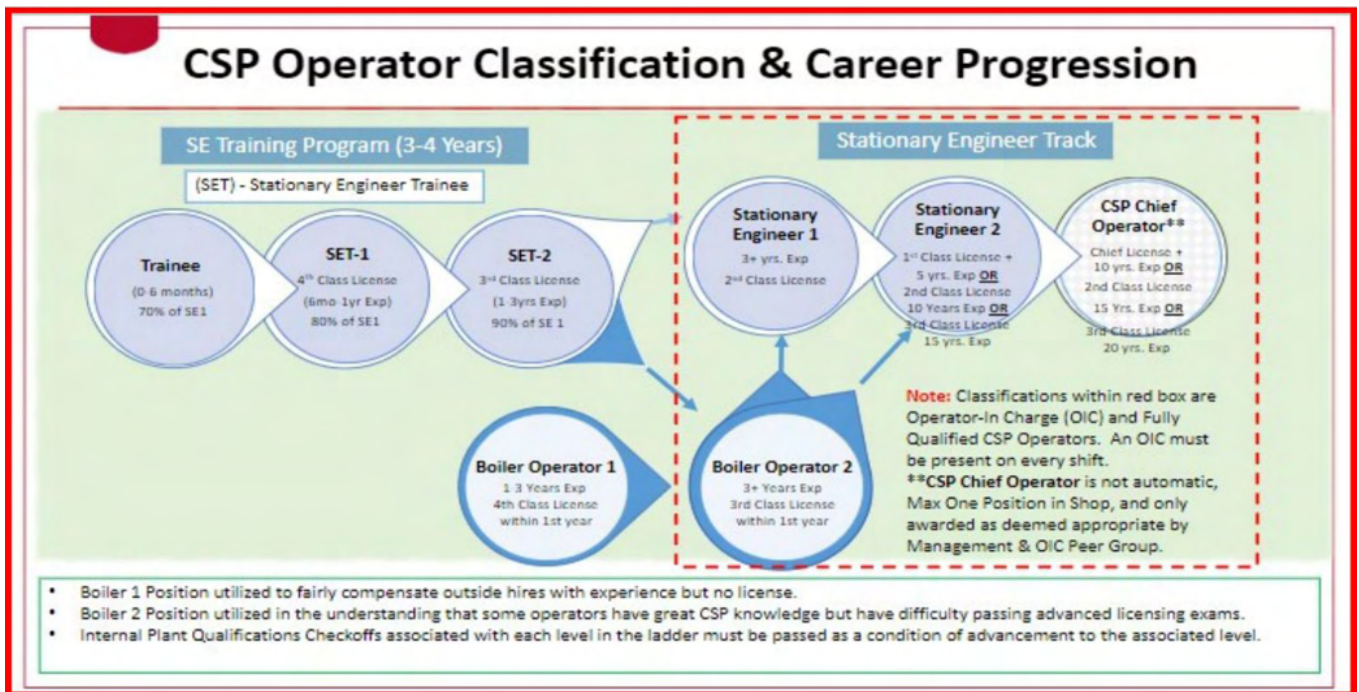 CSP Operator Classification & Career Progression
SE Training Program (3-4 Years)
(SET) - Stationary Engineer Trainee
Stationary Engineer Track
Trainee
(0-6 months)
70% of SE1
SET-1
4th Class License
(6mo-1yr Exp)
80% of SE1
SET-2
3rd Class License
(1-3yrs Exp)
90% of SE 1
Stationary
Engineer 1
3+ yrs. Exp
2nd Class License
Stationary
Engineer 2
1st Class License +
5 yrs. Exp OR
2nd Class License
10 Years Exp OR
3rd Class License
15 yrs. Exp
CSP Chief
Operator**
Chief License +
10 yrs. Exp OR
2nd Class License
15 Yrs. Exp OR
3rd Class License
20 yrs. Exp
Boiler Operator 1
1-3 Years Exp
4th Class License
within 1st year
Boiler Operator 2
3+ Years Exp
3rd Class License
within 1st year
Note: Classifications within red box are
Operator-In Charge (OIC) and Fully
Qualified CSP Operators. An OIC must
be present on every shift.
**CSP Chief Operator is not automatic,
Max One Position in Shop, and only
awarded as deemed appropriate by
Management & OIC Peer Group.
• Boiler 1 Position utilized to fairly compensate outside hires with experience but no license.
• Boiler 2 Position utilized in the understanding that some operators have great CSP knowledge but have difficulty passing advanced licensing exams.
• Internal Plant Qualifications Checkoffs associated with each level in the ladder must be passed as a condition of advancement to the associated level.